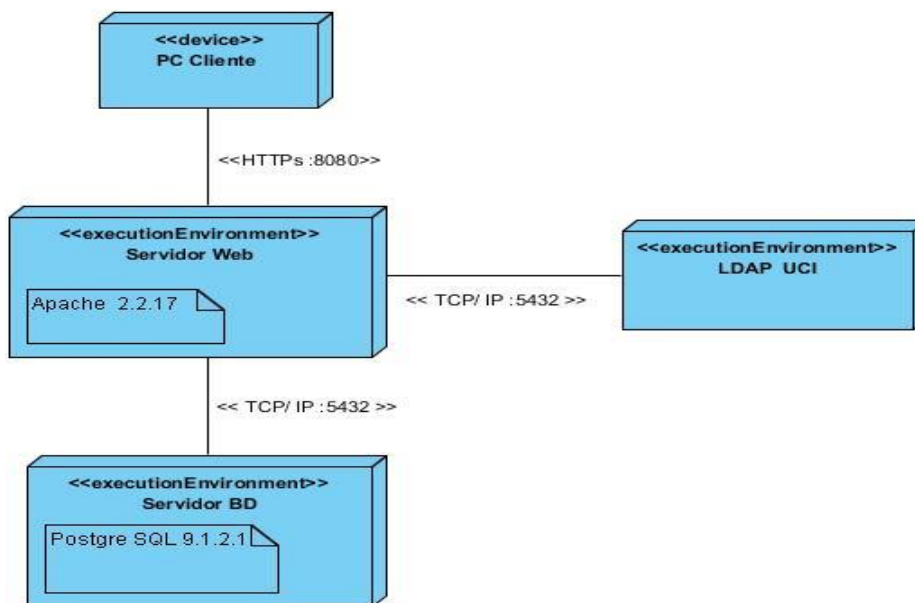 <<device>>
PC Cliente
<<HTTPs :8080>>
<<executionEnvironment>>
Servidor Web
Apache 2.2.17
<<executionEnvironment>>
LDAP UCI
<< TCP/ IP :5432 >>
<< TCP/ IP :5432 >>
<<executionEnvironment>>
Servidor BD
Postgre SQL 9.1.2.1